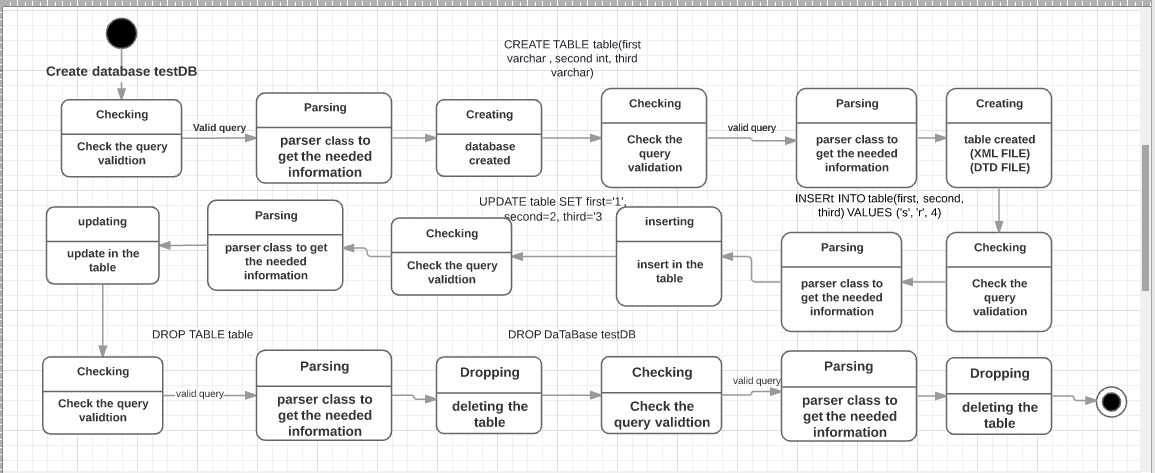 CREATE TABLE table(first
varchar , second int, third
varchar)
Create database testDB
Checking
Check the query
validtion
Valid query
Parsing
parser class to
get the needed
information
Creating
database
created
Checking
Check the
query
validation
valid query
Parsing
parser class to
get the needed
information
Creating
table created
(XML FILE)
(DTD FILE)
INSERt INTO table(first, second,
third) VALUES ('s', 'r', 4)
Checking
Check the
query
validation
Parsing
parser class to
get the needed
information
inserting
insert in the
table
UPDATE table SET first='1',
second=2, third='3
Checking
Check the query
validtion
Parsing
parser class to get
the needed
information
updating
update in the
table
DROP TABLE table
Checking
Check the query
validtion
valid query
Parsing
parser class to
get the needed
information
Dropping
deleting the
table
DROP DaTaBase testDB
Checking
Check the
query validtion
valid query
Parsing
parser class to
get the needed
information
Dropping
deleting the
table